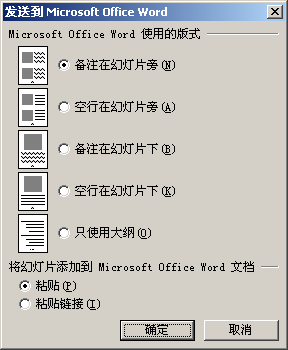 发送到 Microsoft Office Word
Microsoft Office Word 使用的版式
备注在幻灯片旁(N)
空行在幻灯片旁(A)
备注在幻灯片下(B)
空行在幻灯片下(K)
只使用大纲(O)
将幻灯片添加到 Microsoft Office Word 文档
粘贴(P)
粘贴链接(I)
确定 取消